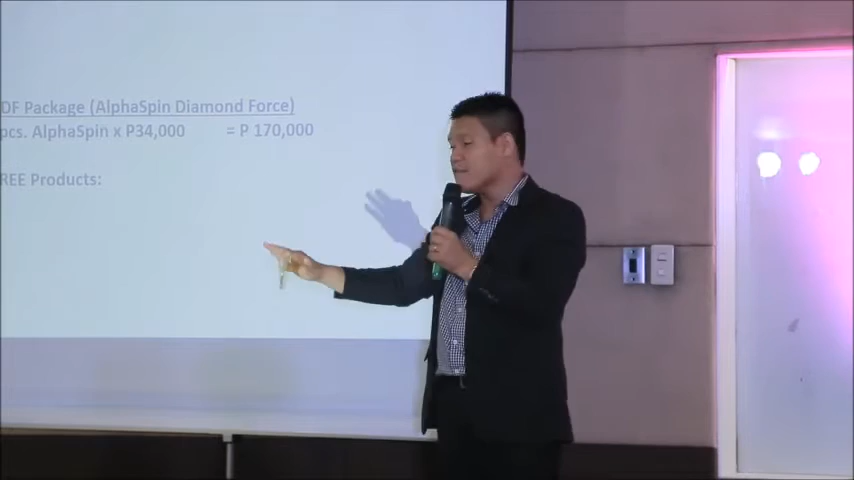 DF Package (AlphaSpin Diamond Force)
pcs. AlphaSpin x P34,000 = P 170,000
REE Products: